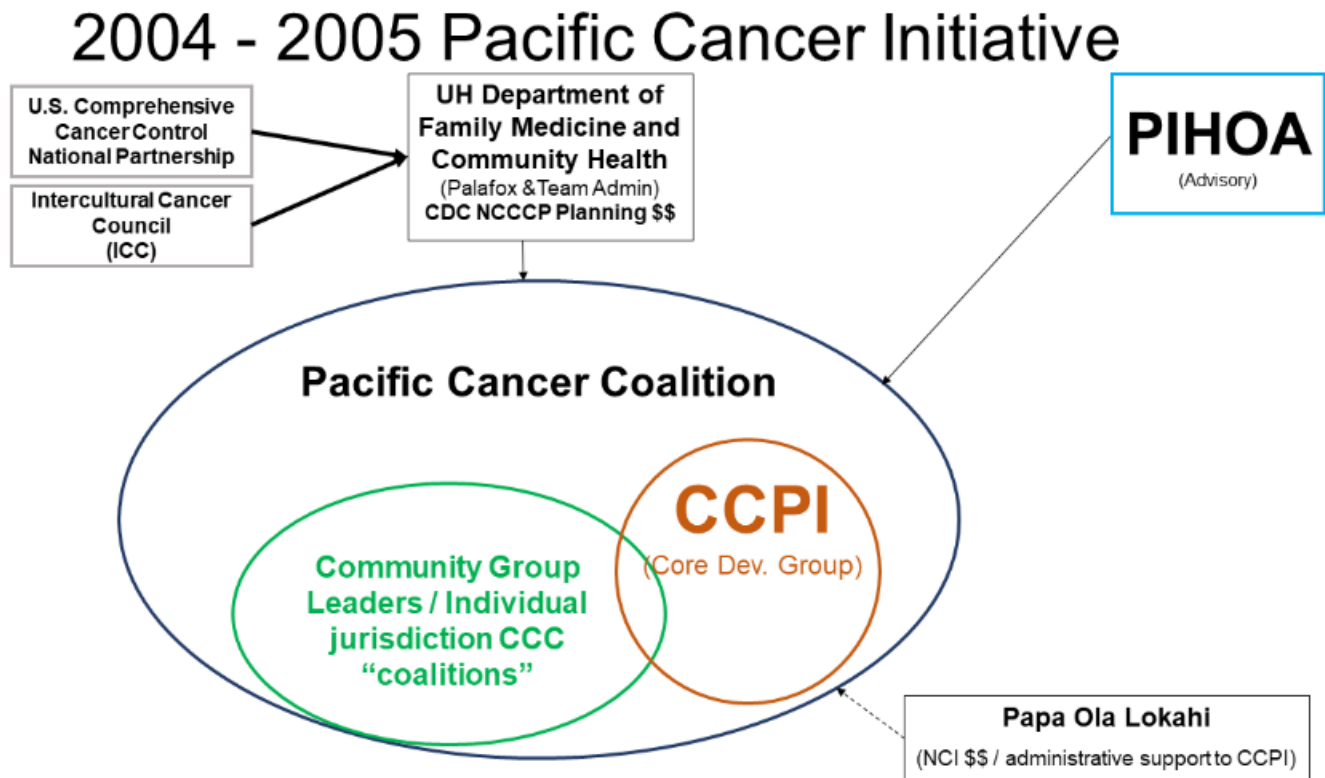 2004 - 2005 Pacific Cancer Initiative
U.S. Comprehensive
Cancer Control
National Partnership
Intercultural Cancer
Council
(ICC)
UH Department of
Family Medicine and
Community Health
(Palafox & Team Admin)
CDC NCCCP Planning $$
PIHOA
(Advisory)
Pacific Cancer Coalition
CCPI
(Core Dev. Group)
Community Group
Leaders / Individual
jurisdiction CCC
“coalitions”
Papa Ola Lokahi
(NCI $$ / administrative support to CCPI)